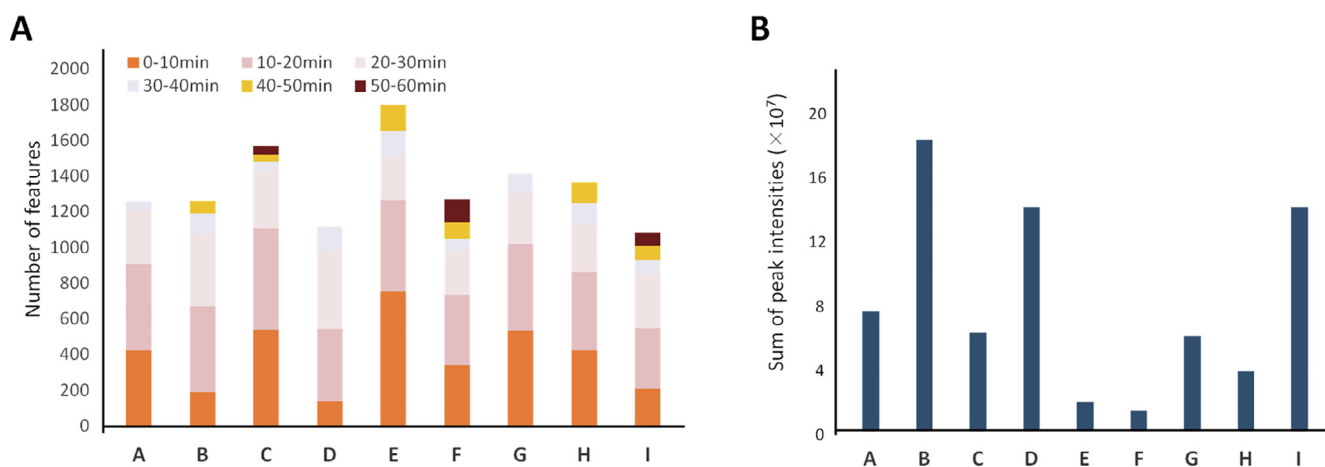 A
0-10min 10-20min 20-30min
30-40min 40-50min 50-60min
Number of features
2000
1800
1600
1400
1200
1000
800
600
400
200
0
A B C D E F G H I
B
Sum of peak intensities (×10⁷)
20
16
12
8
4
0
A B C D E F G H I